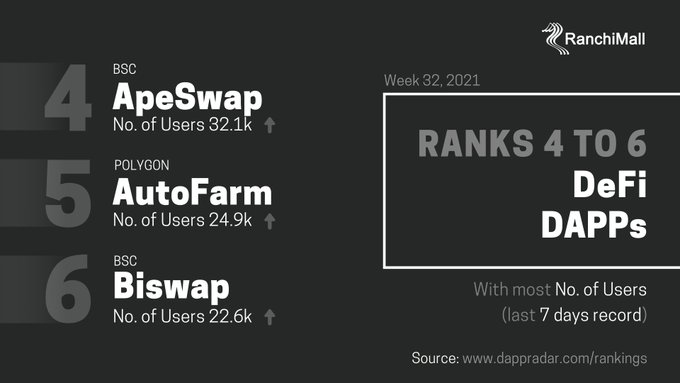 RanchiMall
4
BSC
ApeSwap
No. of Users 32.1k
5
POLYGON
AutoFarm
No. of Users 24.9k
6
BSC
Biswap
No. of Users 22.6k
Week 32, 2021
RANKS 4 TO 6
DeFi
DAPPs
With most No. of Users
(last 7 days record)
Source: www.dappradar.com/rankings